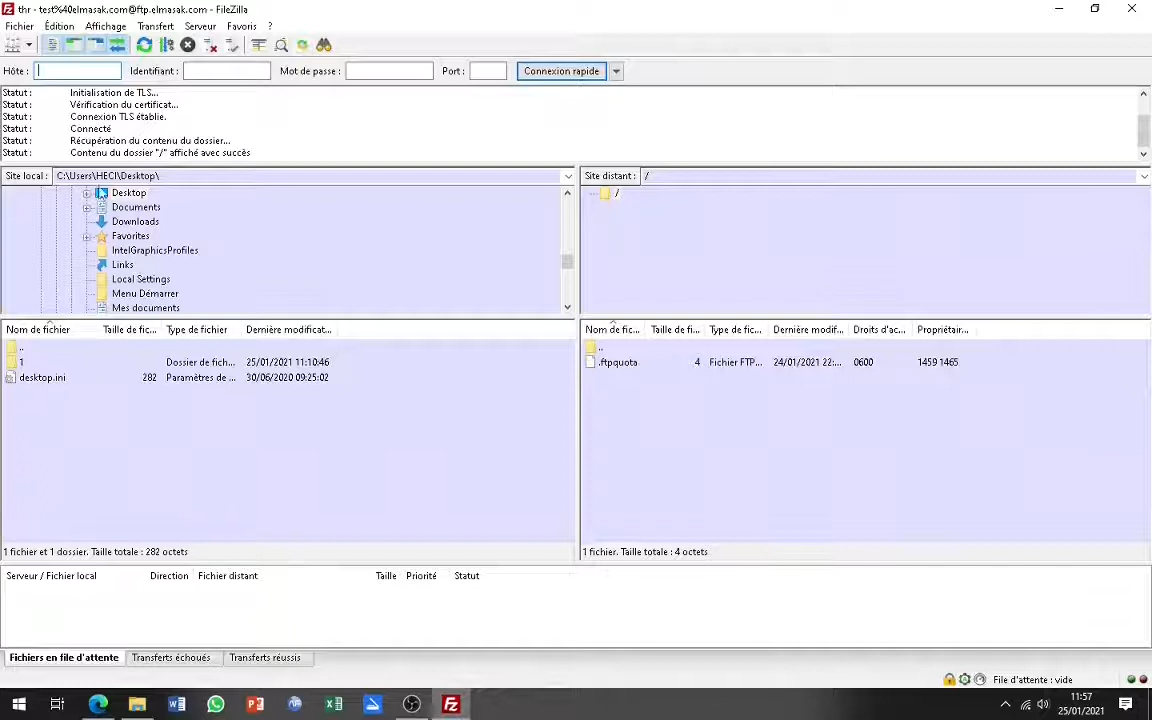 thr - test%40elmasak.com@ftp.elmasak.com - FileZilla
Fichier Édition Affichage Transfert Serveur Favoris ?
Hôte : Identifiant : Mot de passe : Port : Connexion rapide
Statut : Initialisation de TLS...
Statut : Vérification du certificat...
Statut : Connexion TLS établie.
Statut : Connecté
Statut : Récupération du contenu du dossier...
Statut : Contenu du dossier "/" affiché avec succès
Site local : C:\Users\HECI\Desktop\
Desktop
Documents
Downloads
Favorites
IntelGraphicsProfiles
Links
Local Settings
Menu Démarrer
Mes documents
Site distant : /
/
Nom de fichier Taille de fic... Type de fichier Dernière modificat...
..
1 Dossier de fich... 25/01/2021 11:10:46
desktop.ini 282 Paramètres de ... 30/06/2020 09:25:02
1 fichier et 1 dossier. Taille totale : 282 octets
Nom de fic... Taille de fi... Type de fic... Dernière modif... Droits d'ac... Propriétair...
..
.ftpquota 4 Fichier FTP... 24/01/2021 22:... 0600 1459 1465
1 fichier. Taille totale : 4 octets
Serveur / Fichier local Direction Fichier distant Taille Priorité Statut
Fichiers en file d'attente Transferts échoués Transferts réussis
File d'attente : vide
11:57
25/01/2021